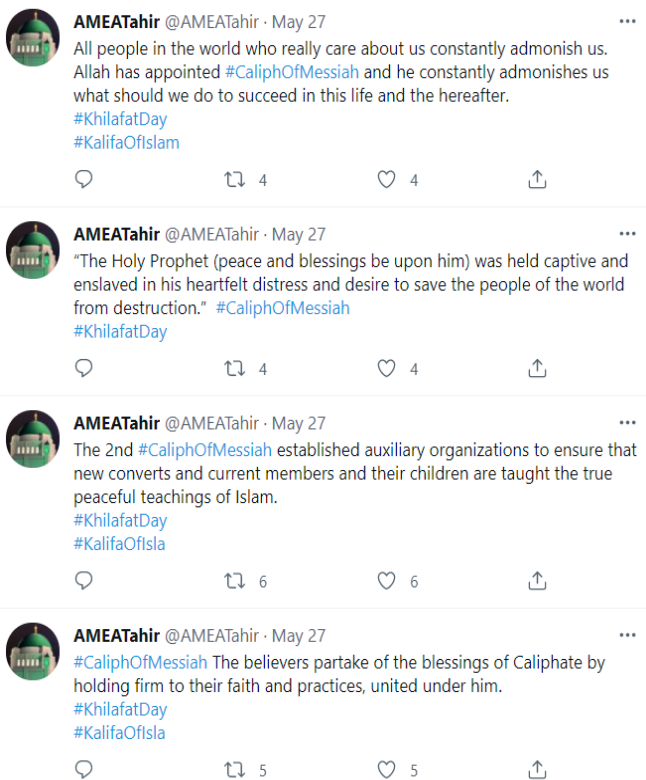 AMEATahir @AMEATahir · May 27
All people in the world who really care about us constantly admonish us.
Allah has appointed #CaliphOfMessiah and he constantly admonishes us
what should we do to succeed in this life and the hereafter.
#KhilafatDay
#KalifaOfIslam
4 4
AMEATahir @AMEATahir · May 27
“The Holy Prophet (peace and blessings be upon him) was held captive and
enslaved in his heartfelt distress and desire to save the people of the world
from destruction.” #CaliphOfMessiah
#KhilafatDay
4 4
AMEATahir @AMEATahir · May 27
The 2nd #CaliphOfMessiah established auxiliary organizations to ensure that
new converts and current members and their children are taught the true
peaceful teachings of Islam.
#KhilafatDay
#KalifaOfIsla
6 6
AMEATahir @AMEATahir · May 27
#CaliphOfMessiah The believers partake of the blessings of Caliphate by
holding firm to their faith and practices, united under him.
#KhilafatDay
#KalifaOfIsla
5 5